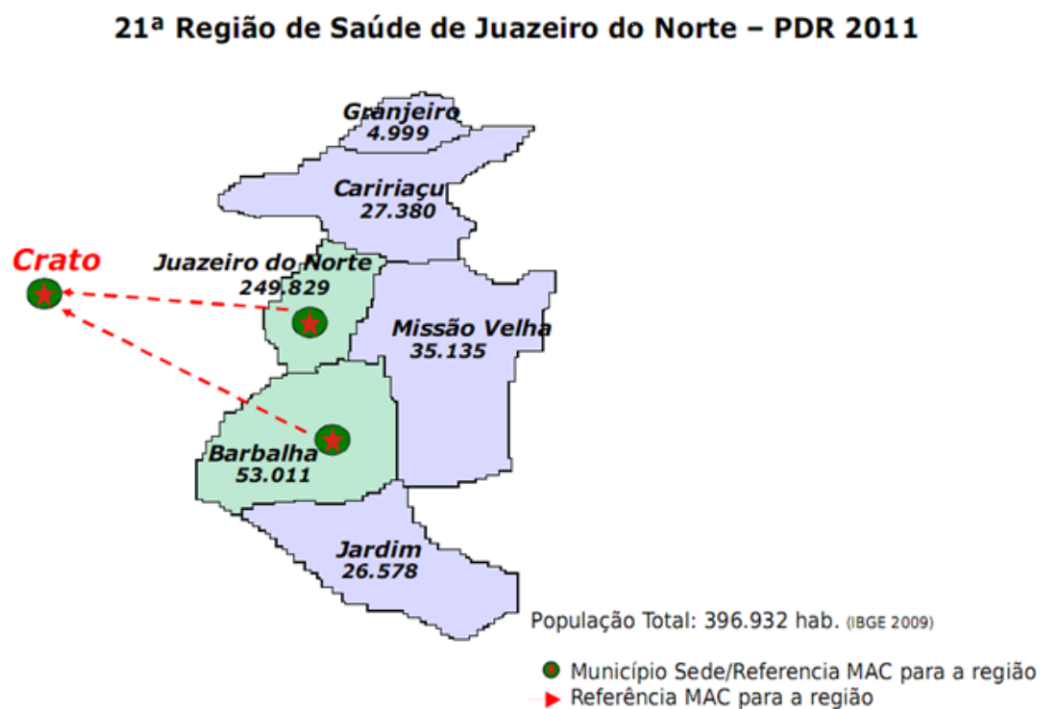 21ª Região de Saúde de Juazeiro do Norte – PDR 2011
Granjeiro
4.999
Caririaçu
27.380
Crato
Juazeiro do Norte
249.829
Missão Velha
35.135
Barbalha
53.011
Jardim
26.578
População Total: 396.932 hab. (IBGE 2009)
Município Sede/Referencia MAC para a região
Referência MAC para a região